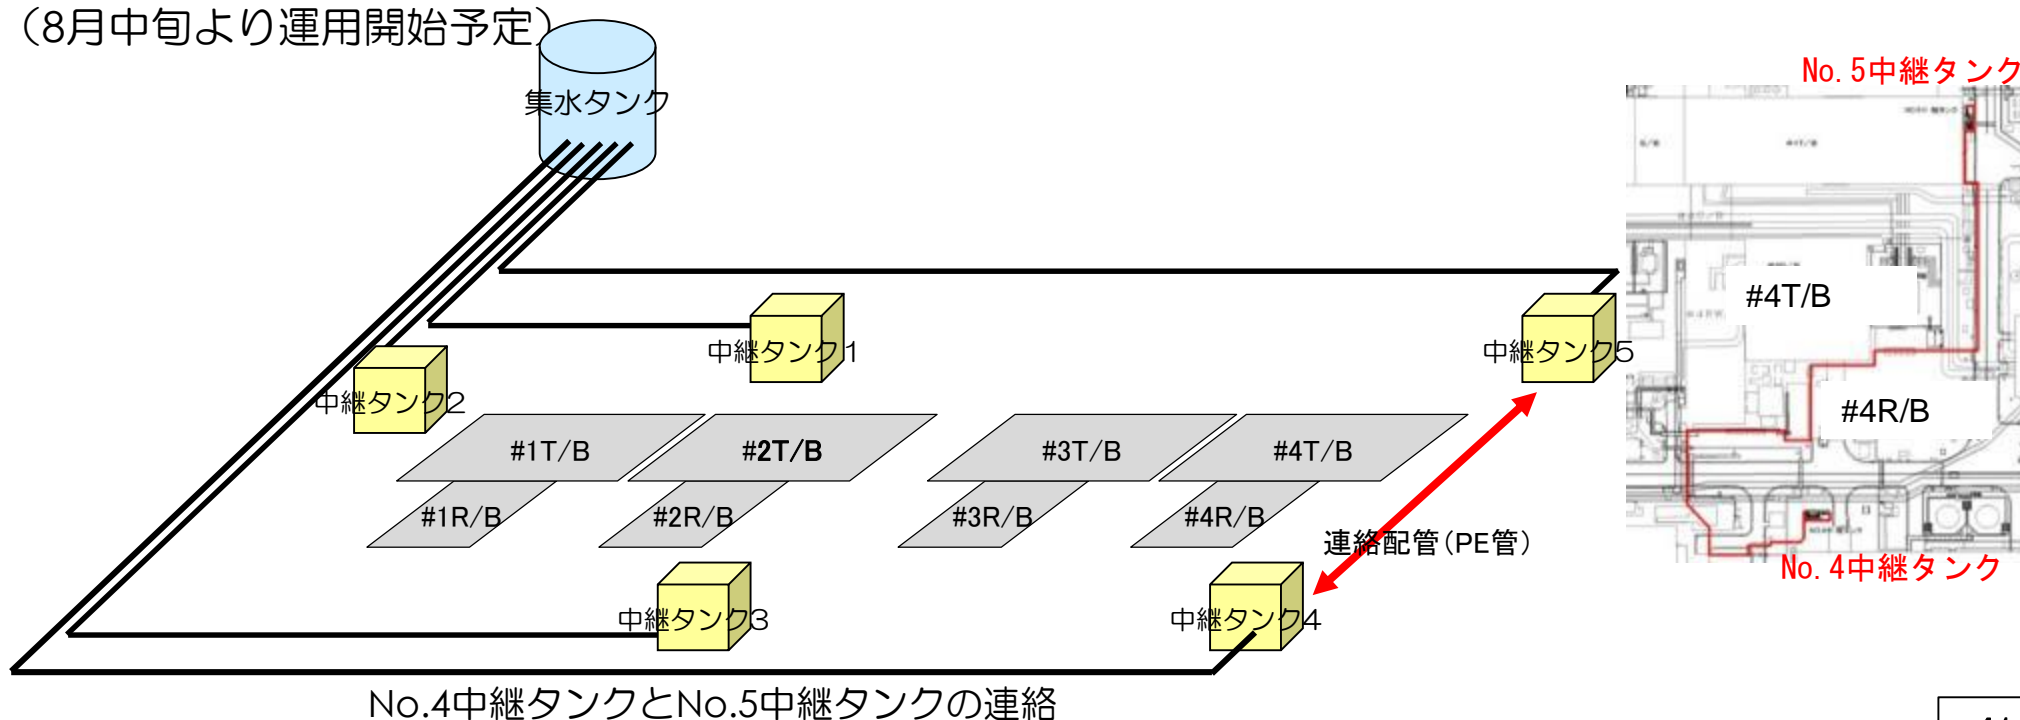 （8月中旬より運用開始予定）
集水タンク
No.5中継タンク
#4T/B
中継タンク1
中継タンク5
中継タンク2
#4R/B
#1T/B
#2T/B
#3T/B
#4T/B
#1R/B
#2R/B
#3R/B
#4R/B
連絡配管（PE管）
No.4中継タンク
中継タンク3
中継タンク4
No.4中継タンクとNo.5中継タンクの連絡